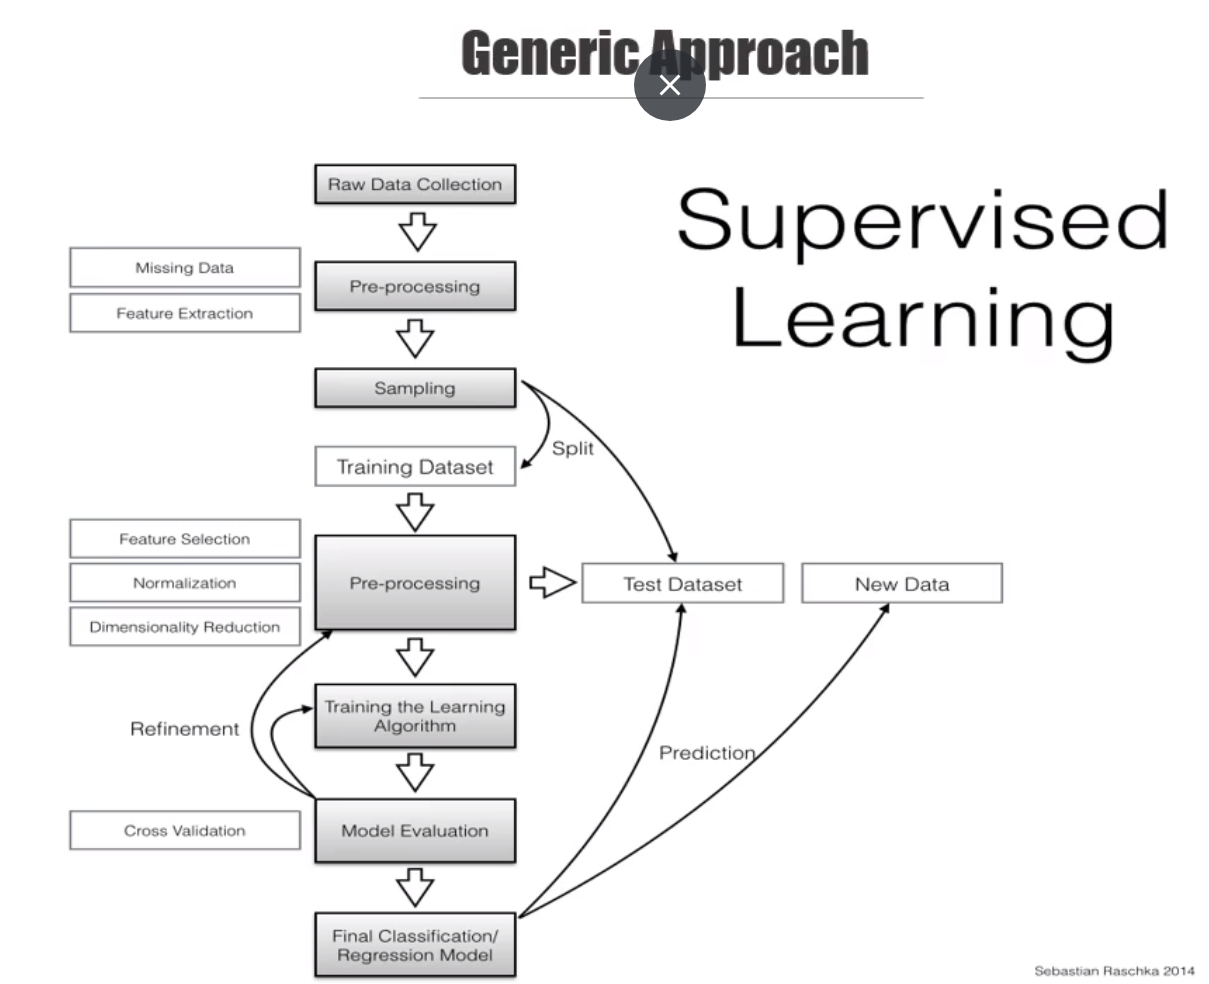 Generic Approach
Supervised
Learning
Raw Data Collection
Missing Data
Feature Extraction
Pre-processing
Sampling
Split
Training Dataset
Feature Selection
Normalization
Dimensionality Reduction
Pre-processing
Test Dataset
New Data
Refinement
Training the Learning
Algorithm
Prediction
Cross Validation
Model Evaluation
Final Classification/
Regression Model
Sebastian Raschka 2014